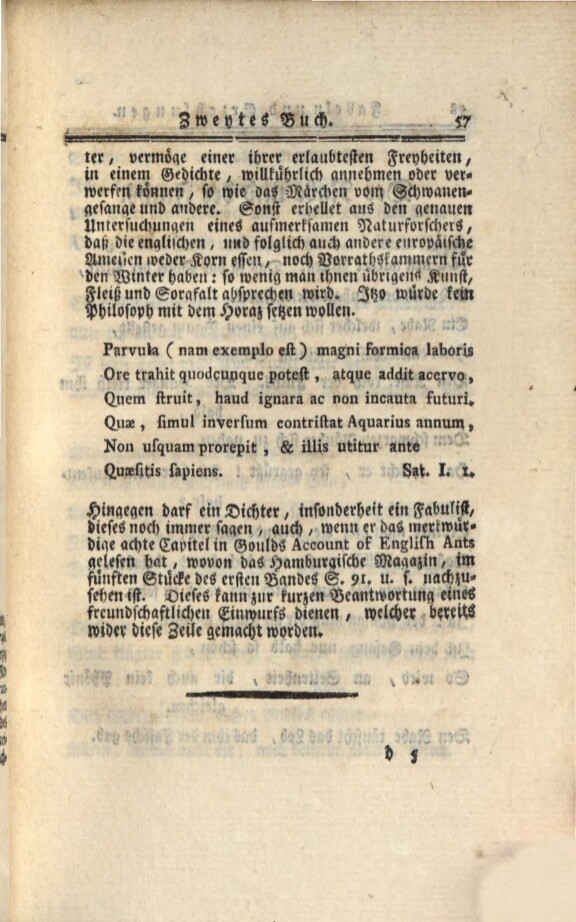 Zweytes Buch. 57
ter, vermöge einer ihrer erlaubtesten Freyheiten,
in einem Gedichte, willkührlich annehmen oder ver-
werfen können, so wie das Märchen vom Schwanen-
gesange und andere. Sonst erhellet aus den genauen
Untersuchungen eines aufmerksamen Naturforschers,
daß die englischen, und folglich auch andere europäische
Ameisen weder Korn essen, noch Vorrathskammern für
den Winter haben: so wenig man ihnen übrigens Kunst,
Fleiß und Sorgfalt absprechen wird. Itzo würde kein
Philosoph mit dem Horaz setzen wollen.
Parvula (nam exemplo est) magni formica laboris
Ore trahit quodcunque potest, atque addit acervo,
Quem struit, haud ignara ac non incauta futuri.
Quæ, simul inversum contristat Aquarius annum,
Non usquam prorepit, & illis utitur ante
Quæsitis sapiens. Sat. I. 1.
Hingegen darf ein Dichter, insonderheit ein Fabulist,
dieses noch immer sagen, auch, wenn er das merkwür-
dige achte Capitel in Goulds Account of English Ants
gelesen hat, wovon das Hamburgische Magazin, im
fünften Stücke des ersten Bandes S. 91. u. f. nachzu-
sehen ist. Dieses kann zur kurzen Beantwortung eines
freundschaftlichen Einwurfs dienen, welcher bereits
wider diese Zeile gemacht worden.
D 5